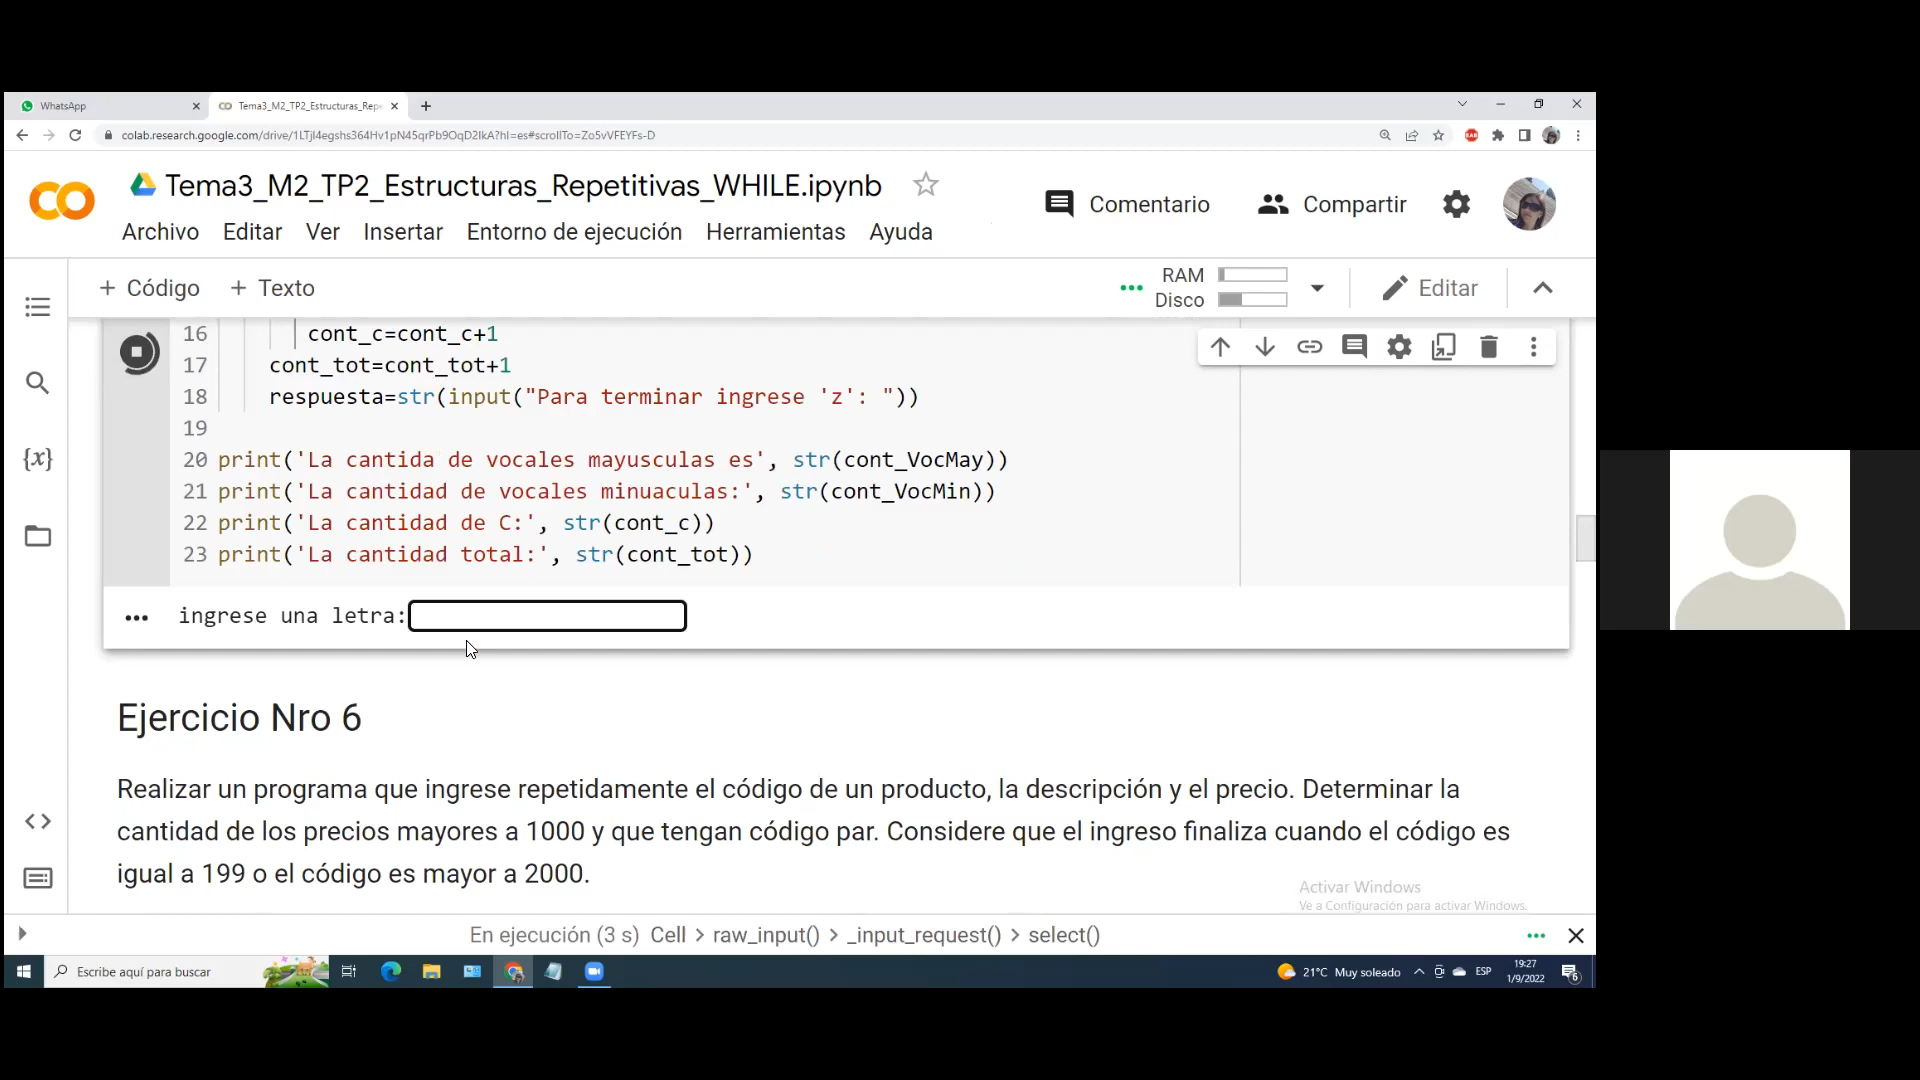 WhatsApp
Tema3_M2_TP2_Estructuras_Repe
colab.research.google.com/drive/1LTjl4egshs364Hv1pN45qrPb9OqD2IkA?hl=es#scrollTo=Zo5vVFEYFs-D
Tema3_M2_TP2_Estructuras_Repetitivas_WHILE.ipynb
Comentario
Compartir
Archivo Editar Ver Insertar Entorno de ejecución Herramientas Ayuda
+ Código + Texto
RAM
Disco
Editar
16 cont_c=cont_c+1
17 cont_tot=cont_tot+1
18 respuesta=str(input("Para terminar ingrese 'z': "))
19
20 print('La cantida de vocales mayusculas es', str(cont_VocMay))
21 print('La cantidad de vocales minuaculas:', str(cont_VocMin))
22 print('La cantidad de C:', str(cont_c))
23 print('La cantidad total:', str(cont_tot))
ingrese una letra:
Ejercicio Nro 6
Realizar un programa que ingrese repetidamente el código de un producto, la descripción y el precio. Determinar la
cantidad de los precios mayores a 1000 y que tengan código par. Considere que el ingreso finaliza cuando el código es
igual a 199 o el código es mayor a 2000.
Activar Windows
Ve a Configuración para activar Windows.
En ejecución (3 s) Cell > raw_input() > _input_request() > select()
Escribe aquí para buscar
21°C Muy soleado
ESP
19:27
1/9/2022
6